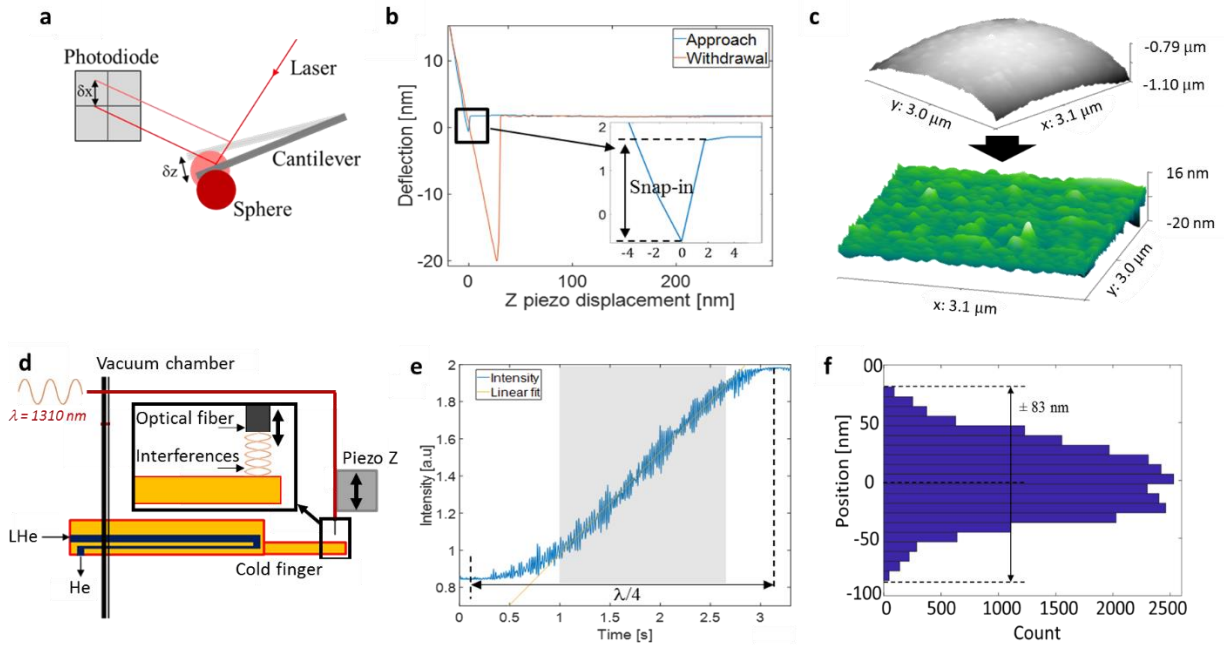 a
Photodiode
δx
Laser
δz
Cantilever
Sphere
b
Approach
Withdrawal
Deflection [nm]
10
0
-10
-20
2
1
0
Snap-in
-4 -2 0 2 4
0 100 200
Z piezo displacement [nm]
c
-0.79 µm
-1.10 µm
y: 3.0 µm
x: 3.1 µm
16 nm
-20 nm
y: 3.0 µm
x: 3.1 µm
d
Vacuum chamber
λ = 1310 nm
Optical fiber
Interferences
Piezo Z
LHe
He
Cold finger
e
Intensity
Linear fit
Intensity [a.u]
2
1.8
1.6
1.4
1.2
1
0.8
λ/4
0 0.5 1 1.5 2 2.5 3
Time [s]
f
Position [nm]
00
50
0
-50
-100
± 83 nm
0 500 1000 1500 2000 2500
Count